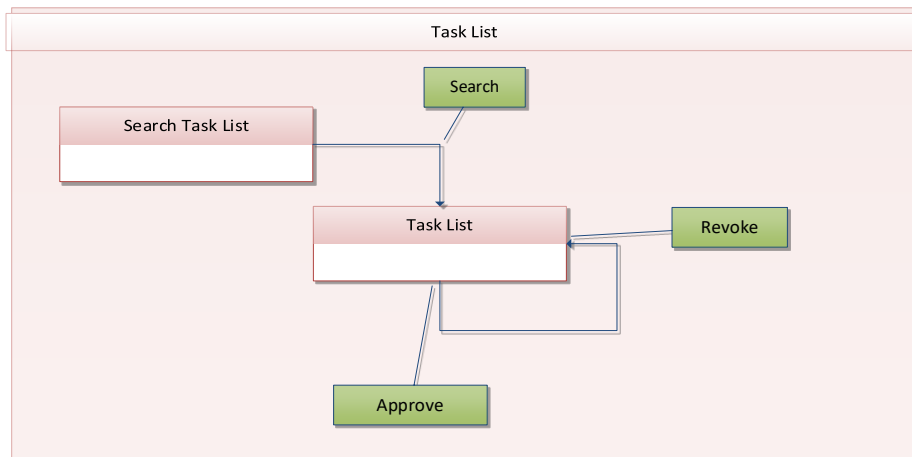 Task List
Search
Search Task List
Task List
Revoke
Approve